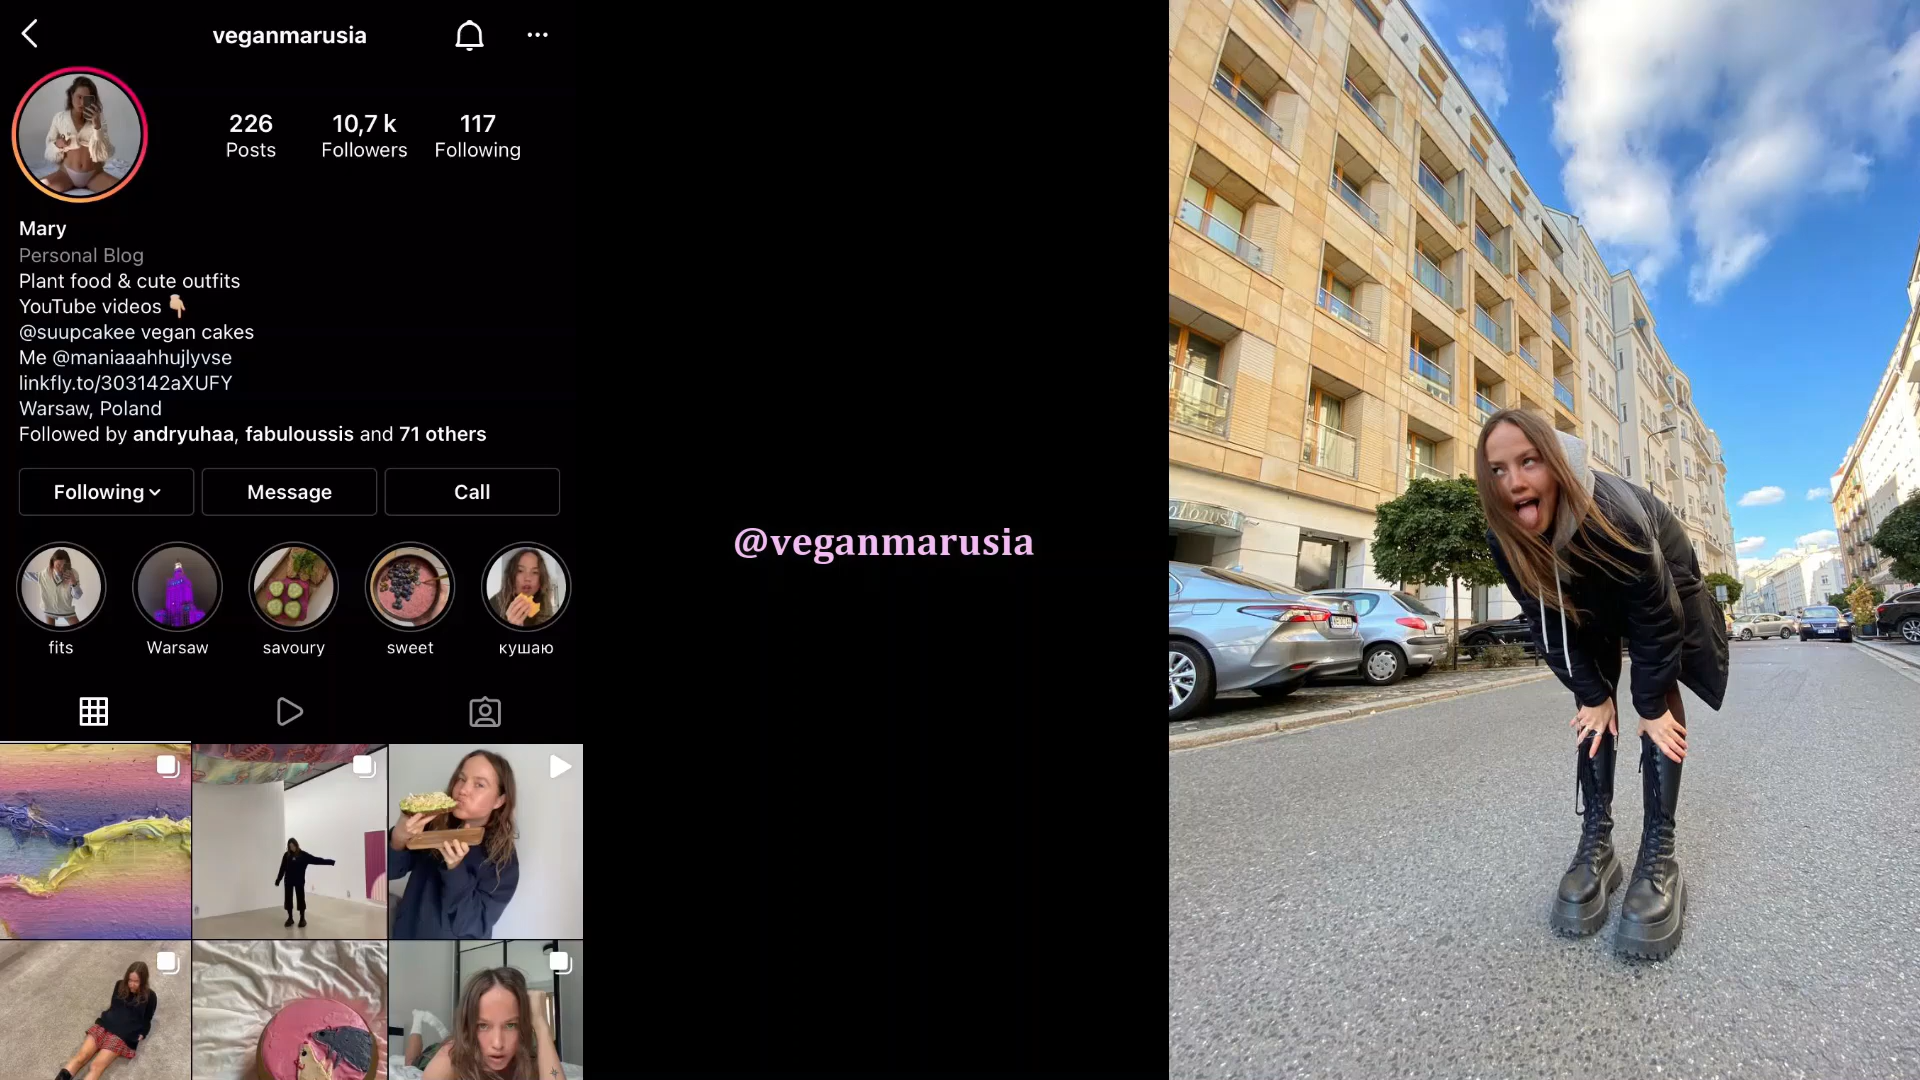 veganmarusia
226
Posts
10,7 k
Followers
117
Following
Mary
Personal Blog
Plant food & cute outfits
YouTube videos 👇🏼
@suupcakee vegan cakes
Me @maniaaahhujlyvse
linkfly.to/303142aXUFY
Warsaw, Poland
Followed by andryuhaa, fabuloussis and 71 others
Following
Message
Call
fits
Warsaw
savoury
sweet
кушаю
@veganmarusia